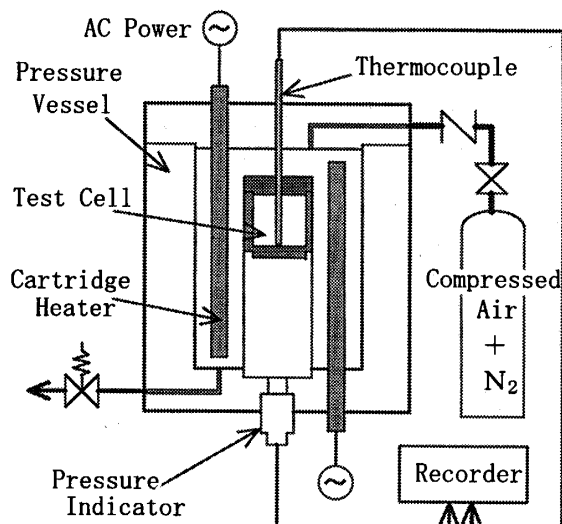 AC Power
Pressure
Vessel
Thermocouple
Test Cell
Cartridge
Heater
Compressed
Air
+
N₂
Pressure
Indicator
Recorder